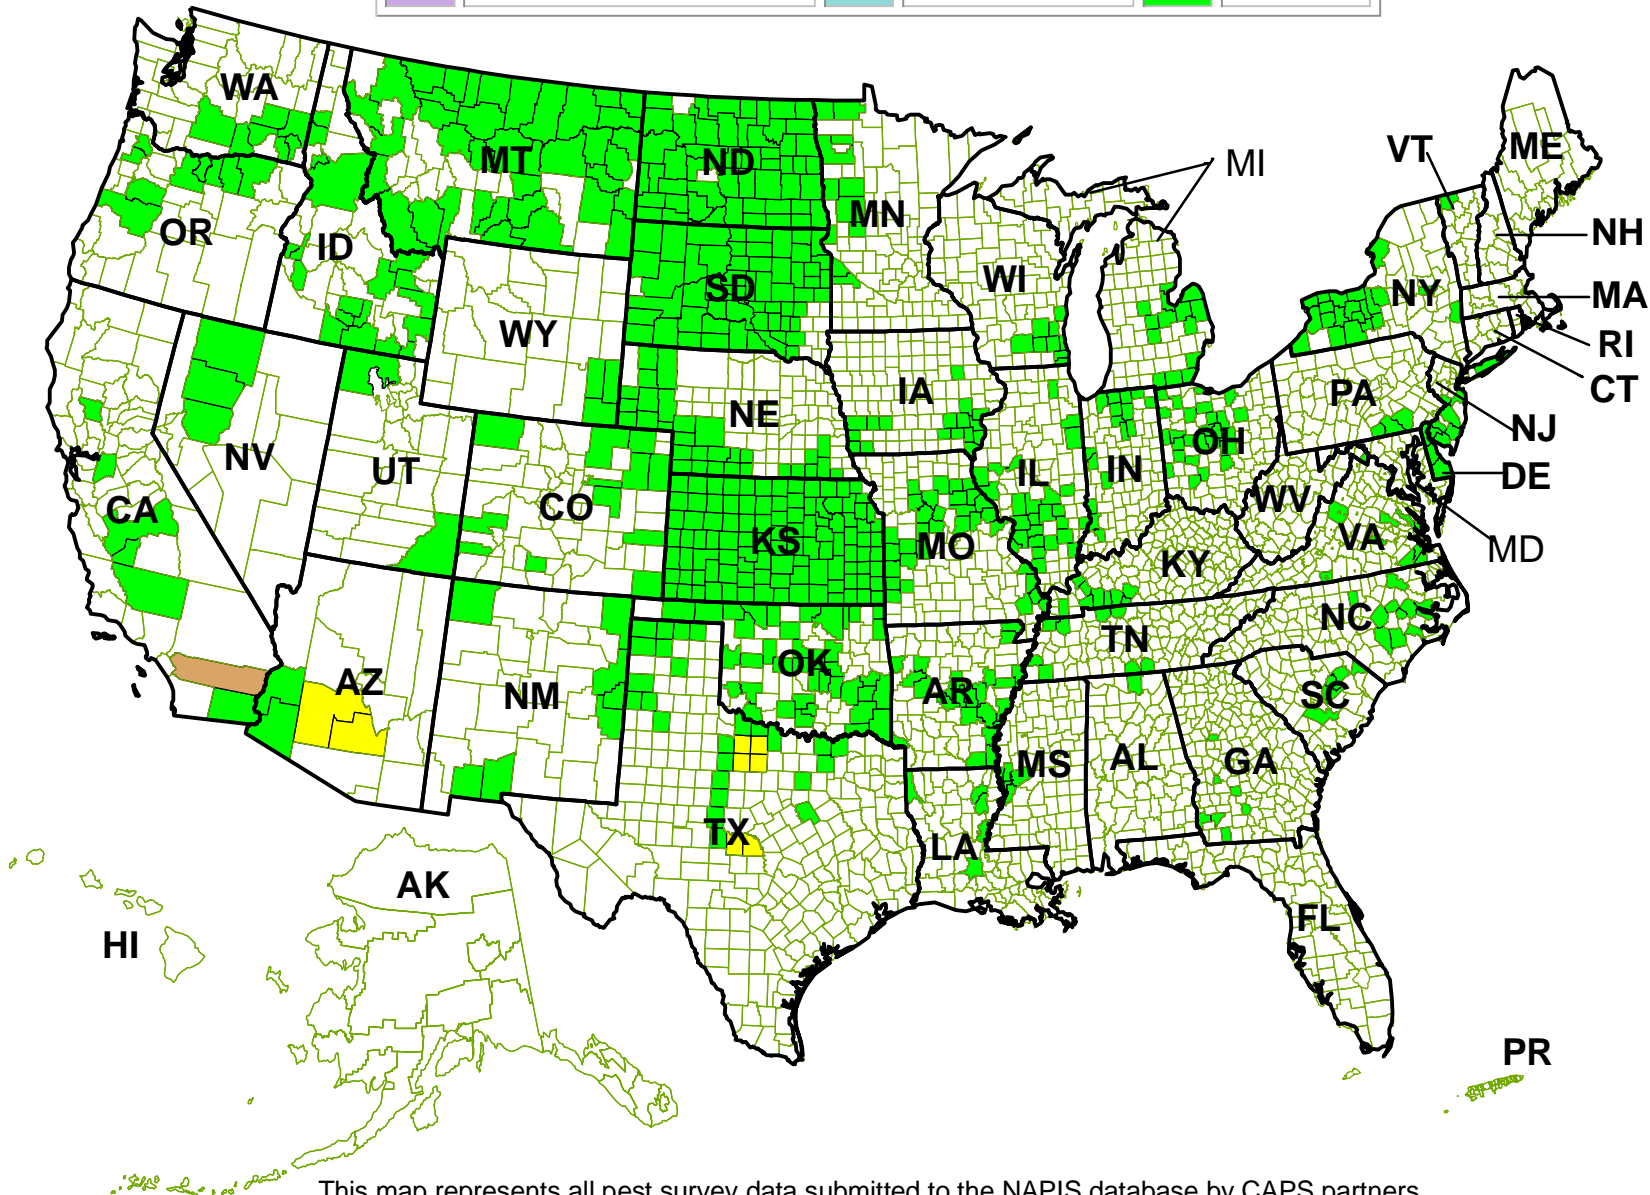 WA
MT
ND
MN
MI
VT
ME
OR
ID
SD
WI
NY
NH
MA
RI
CT
WY
IA
NE
PA
NJ
NV
UT
CO
IL
IN
OH
DE
CA
KS
MO
WV
VA
MD
KY
NC
TN
AZ
NM
OK
AR
SC
MS
AL
GA
TX
LA
AK
HI
FL
PR
This map represents all pest survey data submitted to the NAPIS database by CAPS partners